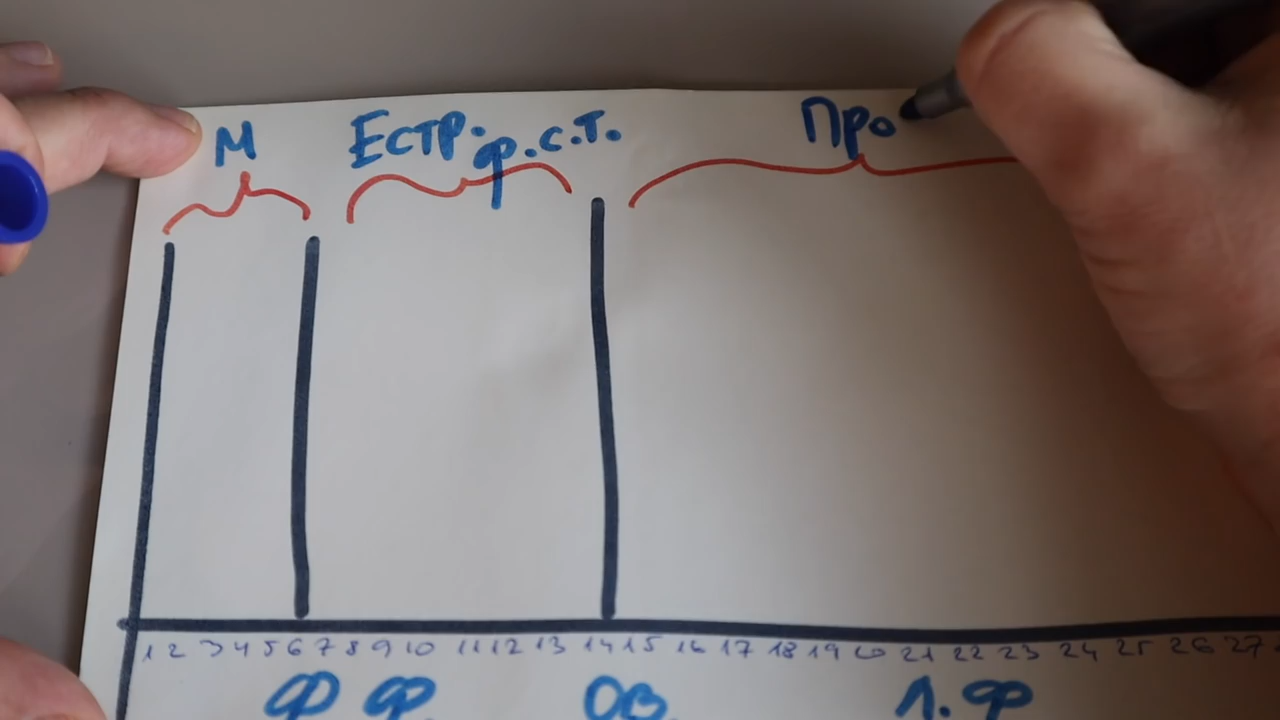 М Естр. ф.с.т. Про
1 2 3 4 5 6 7 8 9 10 11 12 13 14 15 16 17 18 19 20 21 22 23 24 25 26 27
Ф ф. Ов. Л. Ф